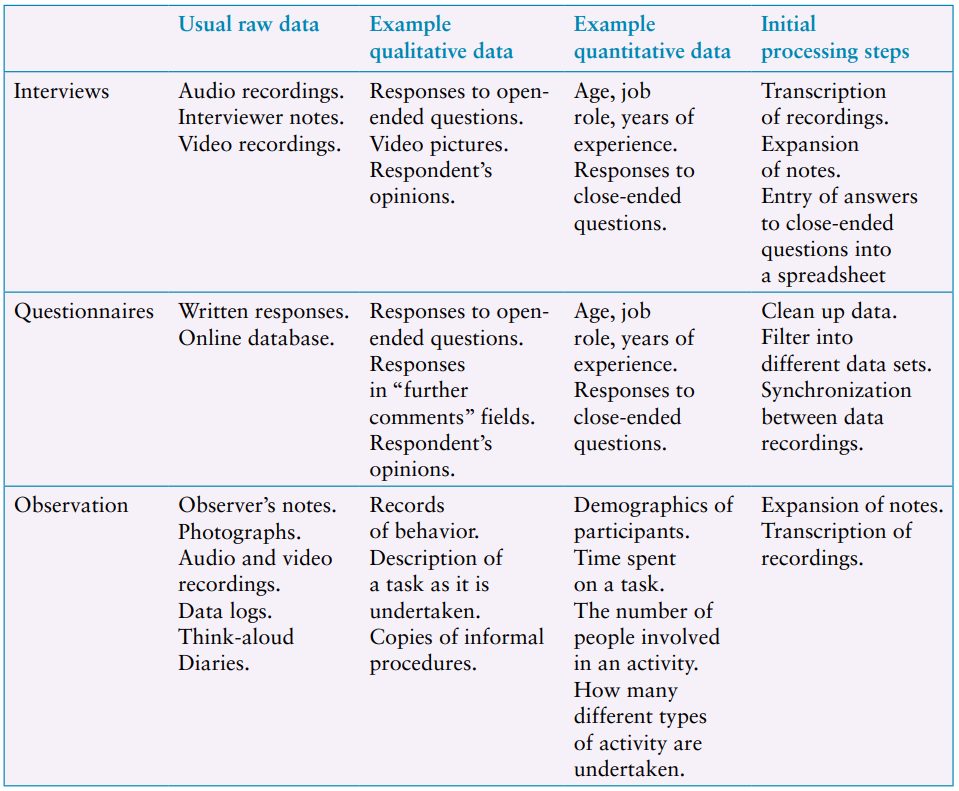 Usual raw data
Example
qualitative data
Example
quantitative data
Initial
processing steps
Interviews
Audio recordings.
Interviewer notes.
Video recordings.
Responses to open-
ended questions.
Video pictures.
Respondent’s
opinions.
Age, job
role, years of
experience.
Responses to
close-ended
questions.
Transcription
of recordings.
Expansion
of notes.
Entry of answers
to close-ended
questions into
a spreadsheet
Questionnaires
Written responses.
Online database.
Responses to open-
ended questions.
Responses
in “further
comments” fields.
Respondent’s
opinions.
Age, job
role, years of
experience.
Responses to
close-ended
questions.
Clean up data.
Filter into
different data sets.
Synchronization
between data
recordings.
Observation
Observer’s notes.
Photographs.
Audio and video
recordings.
Data logs.
Think-aloud
Diaries.
Records
of behavior.
Description of
a task as it is
undertaken.
Copies of informal
procedures.
Demographics of
participants.
Time spent
on a task.
The number of
people involved
in an activity.
How many
different types
of activity are
undertaken.
Expansion of notes.
Transcription of
recordings.